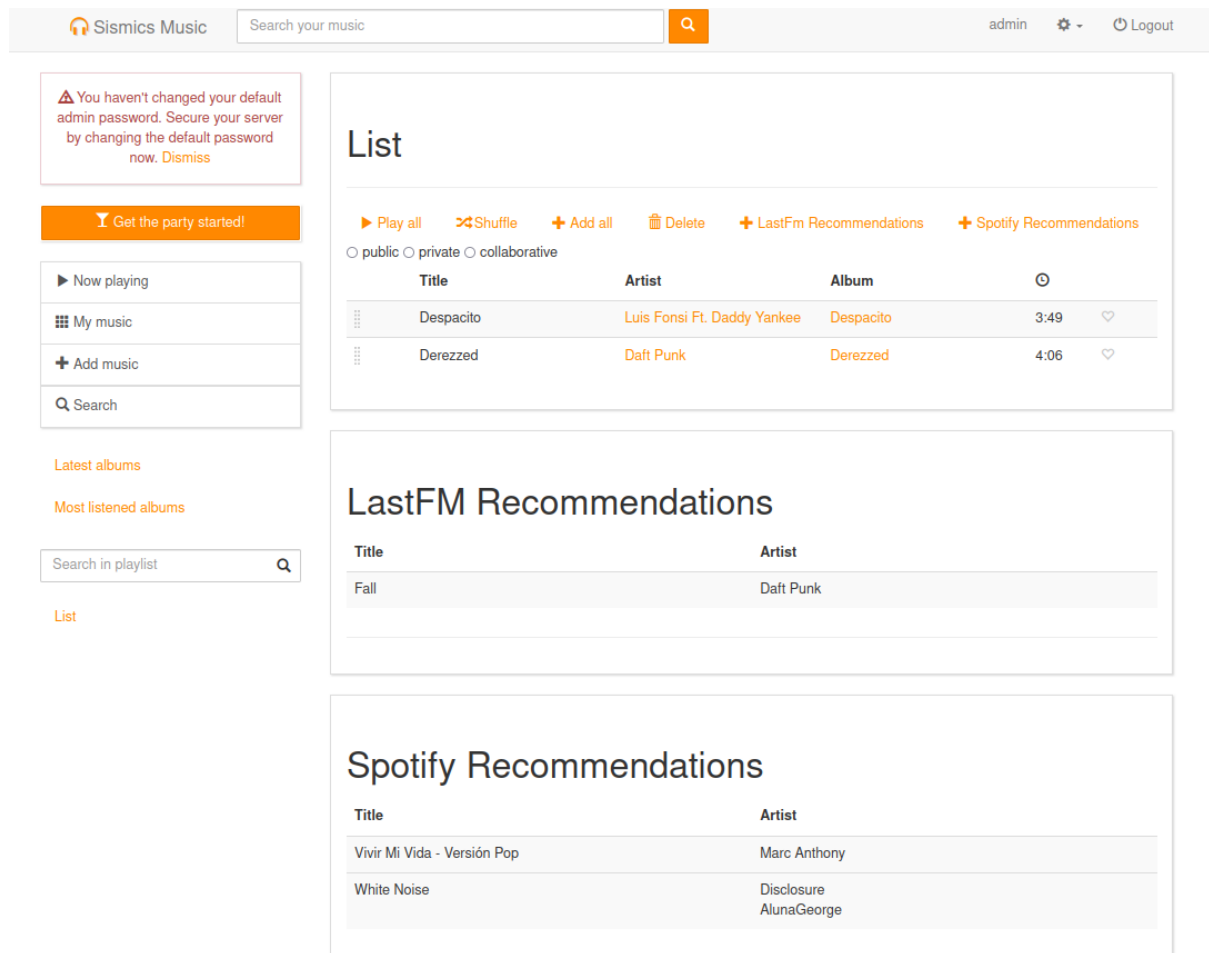 Sismics Music
Search your music
admin
Logout
You haven't changed your default
admin password. Secure your server
by changing the default password
now. Dismiss
Get the party started!
Now playing
My music
Add music
Search
Latest albums
Most listened albums
Search in playlist
List
List
Play all Shuffle Add all Delete LastFm Recommendations Spotify Recommendations
public private collaborative
Title Artist Album
Despacito Luis Fonsi Ft. Daddy Yankee Despacito 3:49
Derezzed Daft Punk Derezzed 4:06
LastFM Recommendations
Title Artist
Fall Daft Punk
Spotify Recommendations
Title Artist
Vivir Mi Vida - Versión Pop Marc Anthony
White Noise Disclosure
AlunaGeorge